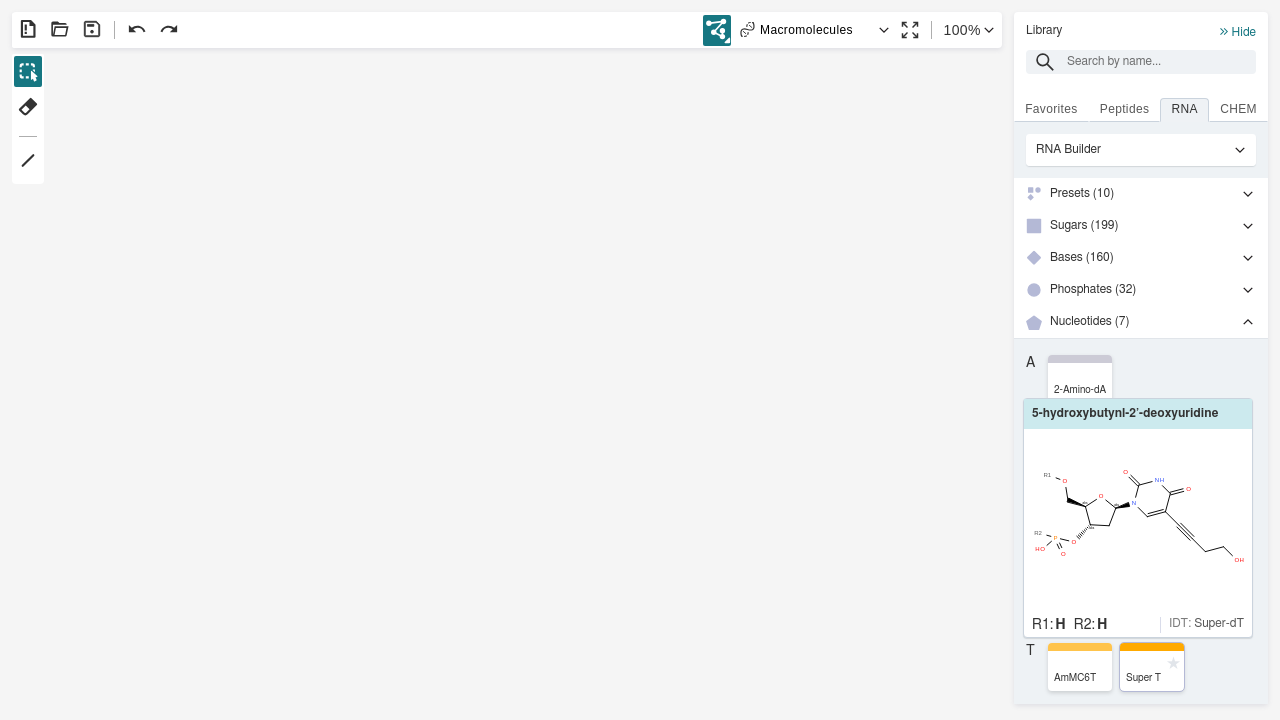 Macromolecules
100%
Library
Hide
Search by name...
Favorites
Peptides
RNA
CHEM
RNA Builder
Presets (10)
Sugars (199)
Bases (160)
Phosphates (32)
Nucleotides (7)
A
2-Amino-dA
5-hydroxybutynl-2'-deoxyuridine
R1
O
O
NH
O
O
N
R2
P
HO
O
O
OH
R1: H R2: H
IDT: Super-dT
T
AmMC6T
Super T